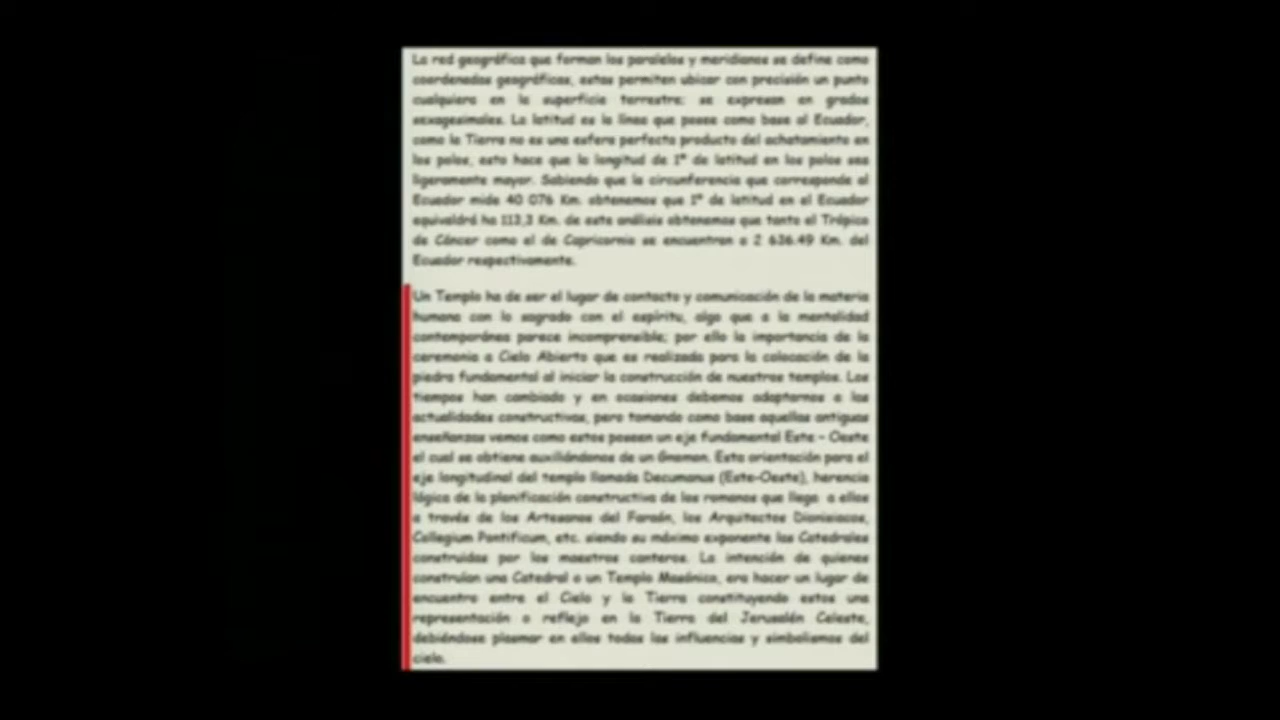 La red geográfica que forman los paralelos y meridianos se define como
coordenadas geográficas, estas permiten ubicar con precisión un punto
cualquiera en la superficie terrestre; se expresan en grados
sexagesimales. La latitud es la línea que posee como base al Ecuador,
como la Tierra no es una esfera perfecta producto del achatamiento en
los polos, esto hace que la longitud de 1º de latitud en los polos sea
ligeramente mayor. Sabiendo que la circunferencia que corresponde al
Ecuador mide 40 076 Km. obtenemos que 1º de latitud en el Ecuador
equivaldrá ha 113,3 Km. de este análisis obtenemos que tanto el Trópico
de Cáncer como el de Capricornio se encuentran a 2 636.49 Km. del
Ecuador respectivamente.
Un Templo ha de ser el lugar de contacto y comunicación de la materia
humana con lo sagrado con el espíritu, algo que a la mentalidad
contemporánea parece incomprensible; por ello la importancia de la
ceremonia a Cielo Abierto que es realizada para la colocación de la
piedra fundamental al iniciar la construcción de nuestros templos. Los
tiempos han cambiado y en ocasiones debemos adaptarnos a las
actualidades constructivas, pero tomando como base aquellas antiguas
enseñanzas vemos como estos poseen un eje fundamental Este – Oeste
el cual se obtiene auxiliándonos de un Gnomon. Esta orientación para el
eje longitudinal del templo llamada Decumanus (Este-Oeste), herencia
lógica de la planificación constructiva de los romanos que llega a ellos
a través de los Artesanos del Faraón, los Arquitectos Dionisiacos,
Collegium Pontificum, etc. siendo su máximo exponente las Catedrales
construidas por los maestros canteros. La intención de quienes
construían una Catedral o un Templo Masónico, era hacer un lugar de
encuentro entre el Cielo y la Tierra constituyendo estos una
representación o reflejo en la Tierra del Jerusalén Celeste,
debiéndose plasmar en ellos todas las influencias y simbolismos del
cielo.